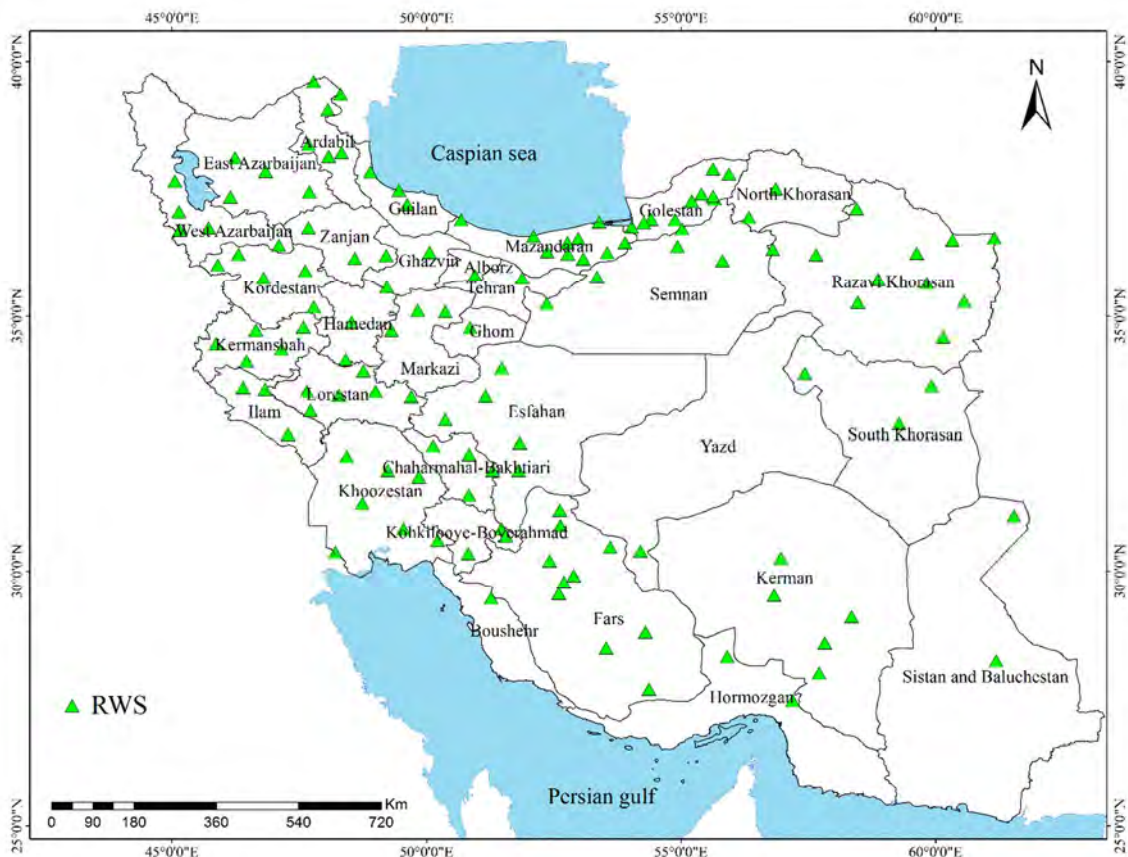 45°0'0"E 50°0'0"E 55°0'0"E 60°0'0"E
40°0'0"N 40°0'0"N
N
Ardabil
Caspian sea
East Azarbaijan
North Khorasan
Guilan
Golestan
West Azarbaijan
Zanjan
Mazandaran
Ghazvin
Alborz
Razavi Khorasan
Kordestan
Tehran
Semnan
35°0'0"N 35°0'0"N
Hamedan
Ghom
Kermanshah
Markazi
Lorestan
Esfahan
Ilam
South Khorasan
Yazd
Chaharmahal-Bakhtiari
Khoozestan
Kohkilooye-Boyerahmad
30°0'0"N 30°0'0"N
Kerman
Fars
Boushehr
Sistan and Baluchestan
Hormozgan
RWS
Persian gulf
Km
0 90 180 360 540 720
25°0'0"N 25°0'0"N
45°0'0"E 50°0'0"E 55°0'0"E 60°0'0"E